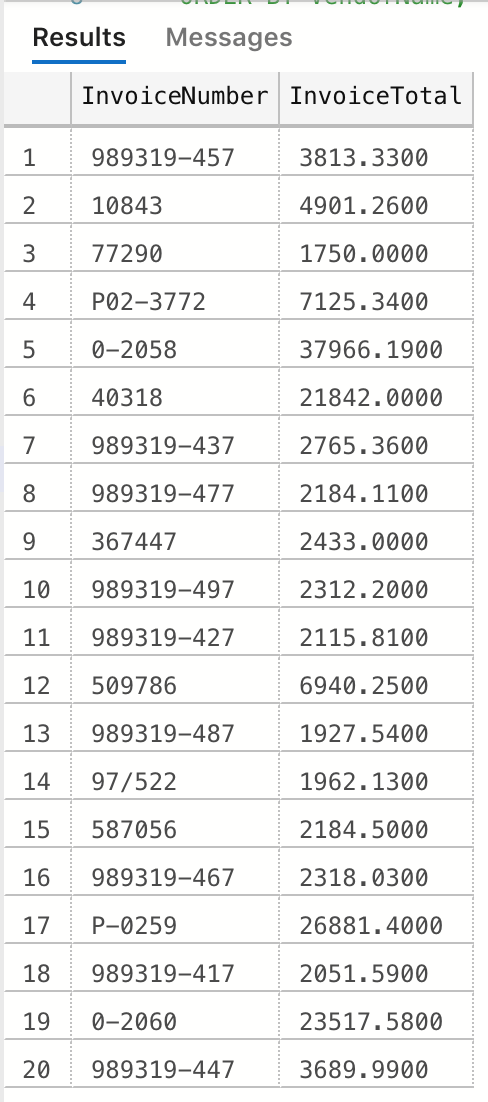 ORDER BY VendorName;
Results Messages
InvoiceNumber InvoiceTotal
1 989319-457 3813.3300
2 10843 4901.2600
3 77290 1750.0000
4 P02-3772 7125.3400
5 0-2058 37966.1900
6 40318 21842.0000
7 989319-437 2765.3600
8 989319-477 2184.1100
9 367447 2433.0000
10 989319-497 2312.2000
11 989319-427 2115.8100
12 509786 6940.2500
13 989319-487 1927.5400
14 97/522 1962.1300
15 587056 2184.5000
16 989319-467 2318.0300
17 P-0259 26881.4000
18 989319-417 2051.5900
19 0-2060 23517.5800
20 989319-447 3689.9900